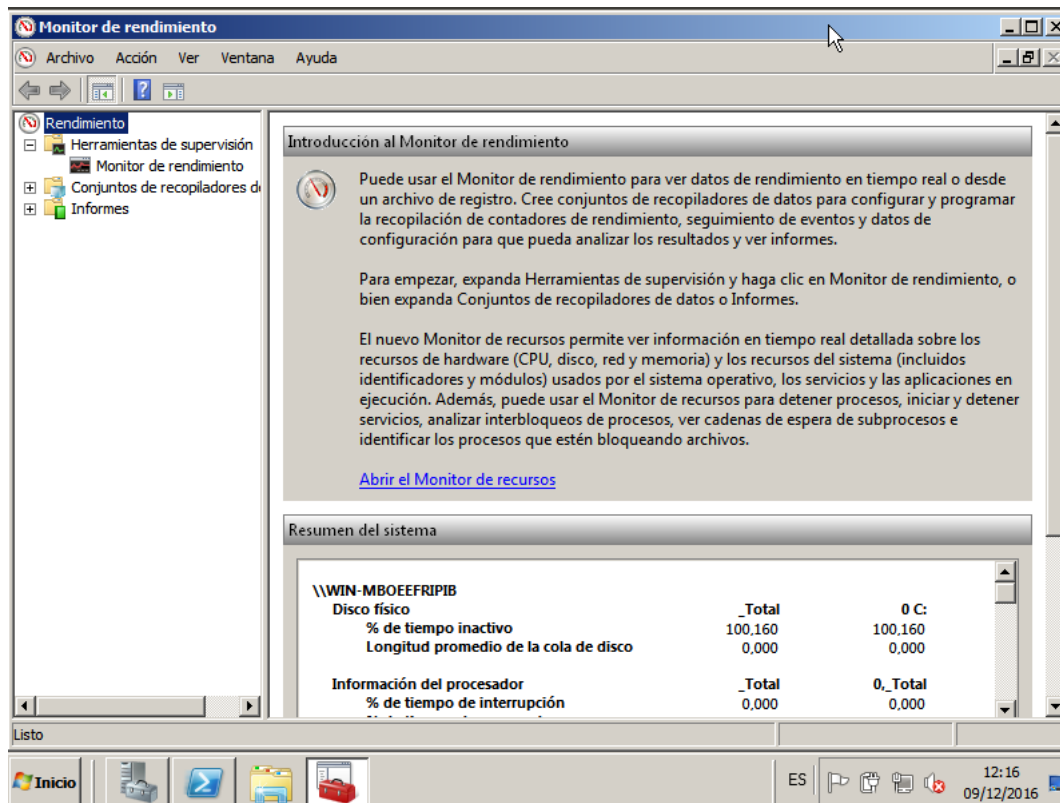 Monitor de rendimiento
Archivo Acción Ver Ventana Ayuda
Rendimiento
Herramientas de supervisión
Monitor de rendimiento
Conjuntos de recopiladores d
Informes
Introducción al Monitor de rendimiento
Puede usar el Monitor de rendimiento para ver datos de rendimiento en tiempo real o desde
un archivo de registro. Cree conjuntos de recopiladores de datos para configurar y programar
la recopilación de contadores de rendimiento, seguimiento de eventos y datos de
configuración para que pueda analizar los resultados y ver informes.
Para empezar, expanda Herramientas de supervisión y haga clic en Monitor de rendimiento, o
bien expanda Conjuntos de recopiladores de datos o Informes.
El nuevo Monitor de recursos permite ver información en tiempo real detallada sobre los
recursos de hardware (CPU, disco, red y memoria) y los recursos del sistema (incluidos
identificadores y módulos) usados por el sistema operativo, los servicios y las aplicaciones en
ejecución. Además, puede usar el Monitor de recursos para detener procesos, iniciar y detener
servicios, analizar interbloqueos de procesos, ver cadenas de espera de subprocesos e
identificar los procesos que estén bloqueando archivos.
Abrir el Monitor de recursos
Resumen del sistema
\\WIN-MBOEEFRIPIB
Disco físico _Total 0 C:
% de tiempo inactivo 100,160 100,160
Longitud promedio de la cola de disco 0,000 0,000
Información del procesador _Total 0,_Total
% de tiempo de interrupción 0,000 0,000
Listo
Inicio
ES
12:16
09/12/2016